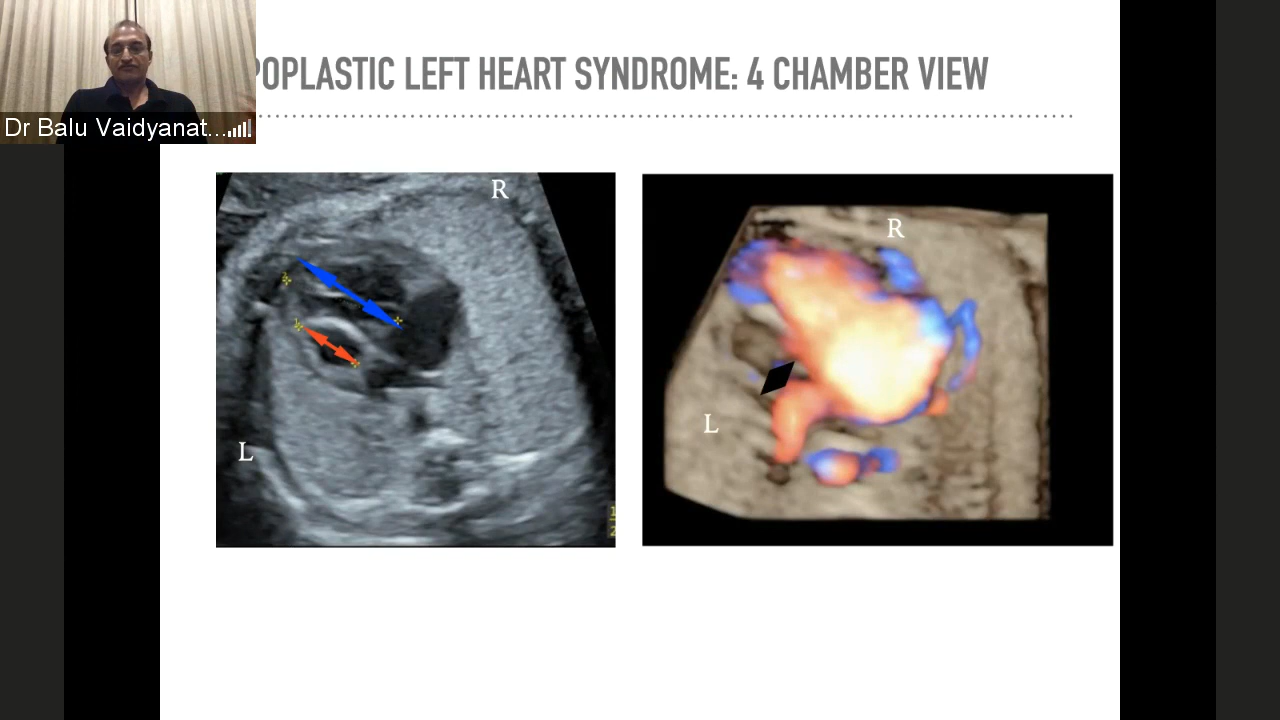 POPLASTIC LEFT HEART SYNDROME: 4 CHAMBER VIEW
Dr Balu Vaidyanat...
R
R
L
L